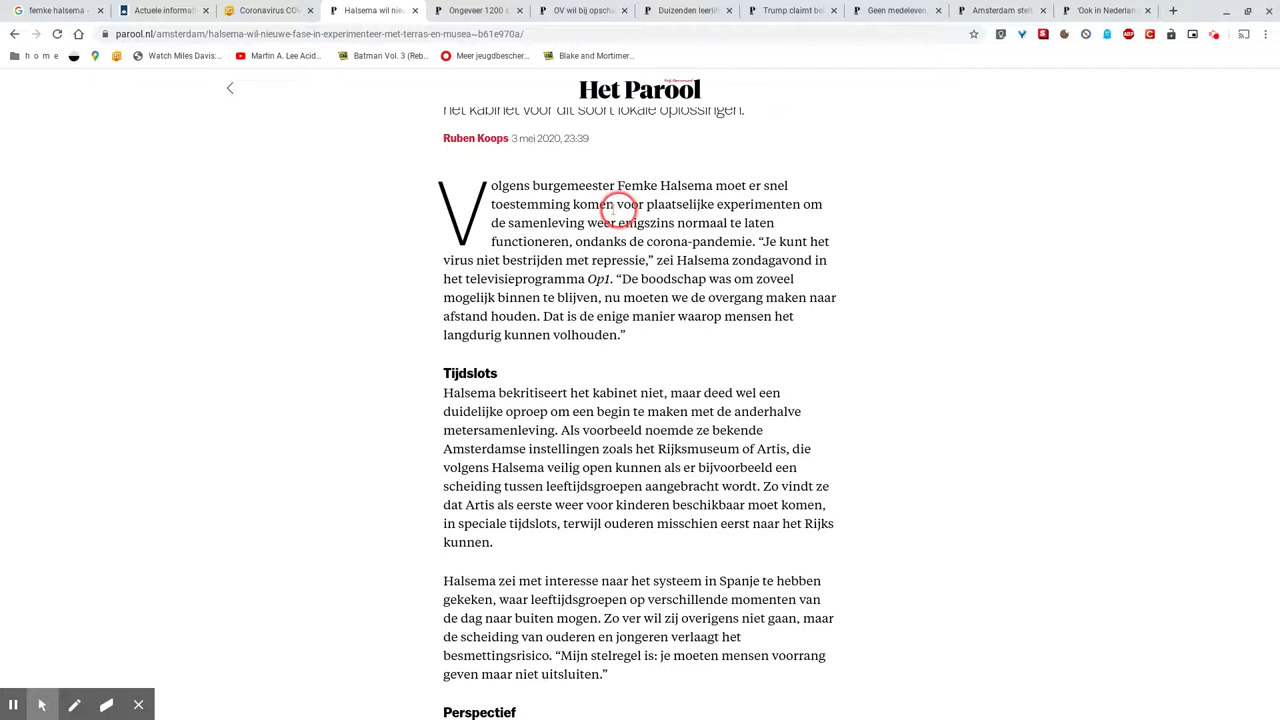 femke halsema -
Actuele informati
Coronavirus COV
Halsema wil nieu
Ongeveer 1200 b
OV wil bij opscha
Duizenden leerlin
Trump claimt bel
Geen medeleven,
Amsterdam stelt
'Ook in Nederlan
parool.nl/amsterdam/halsema-wil-nieuwe-fase-in-experimenteer-met-terras-en-musea~b61e970a/
h o m e
Watch Miles Davis:...
Martin A. Lee Acid...
Batman Vol. 3 (Reb...
Meer jeugdbescher...
Blake and Mortimer...
Het Parool
het kabinet voor dit soort lokale oplossingen.
Ruben Koops 3 mei 2020, 23:39
Volgens burgemeester Femke Halsema moet er snel
toestemming komen voor plaatselijke experimenten om
de samenleving weer enigszins normaal te laten
functioneren, ondanks de corona-pandemie. “Je kunt het
virus niet bestrijden met repressie,” zei Halsema zondagavond in
het televisieprogramma Op1. “De boodschap was om zoveel
mogelijk binnen te blijven, nu moeten we de overgang maken naar
afstand houden. Dat is de enige manier waarop mensen het
langdurig kunnen volhouden.”
Tijdslots
Halsema bekritiseert het kabinet niet, maar deed wel een
duidelijke oproep om een begin te maken met de anderhalve
metersamenleving. Als voorbeeld noemde ze bekende
Amsterdamse instellingen zoals het Rijksmuseum of Artis, die
volgens Halsema veilig open kunnen als er bijvoorbeeld een
scheiding tussen leeftijdsgroepen aangebracht wordt. Zo vindt ze
dat Artis als eerste weer voor kinderen beschikbaar moet komen,
in speciale tijdslots, terwijl ouderen misschien eerst naar het Rijks
kunnen.
Halsema zei met interesse naar het systeem in Spanje te hebben
gekeken, waar leeftijdsgroepen op verschillende momenten van
de dag naar buiten mogen. Zo ver wil zij overigens niet gaan, maar
de scheiding van ouderen en jongeren verlaagt het
besmettingsrisico. “Mijn stelregel is: je moeten mensen voorrang
geven maar niet uitsluiten.”
Perspectief